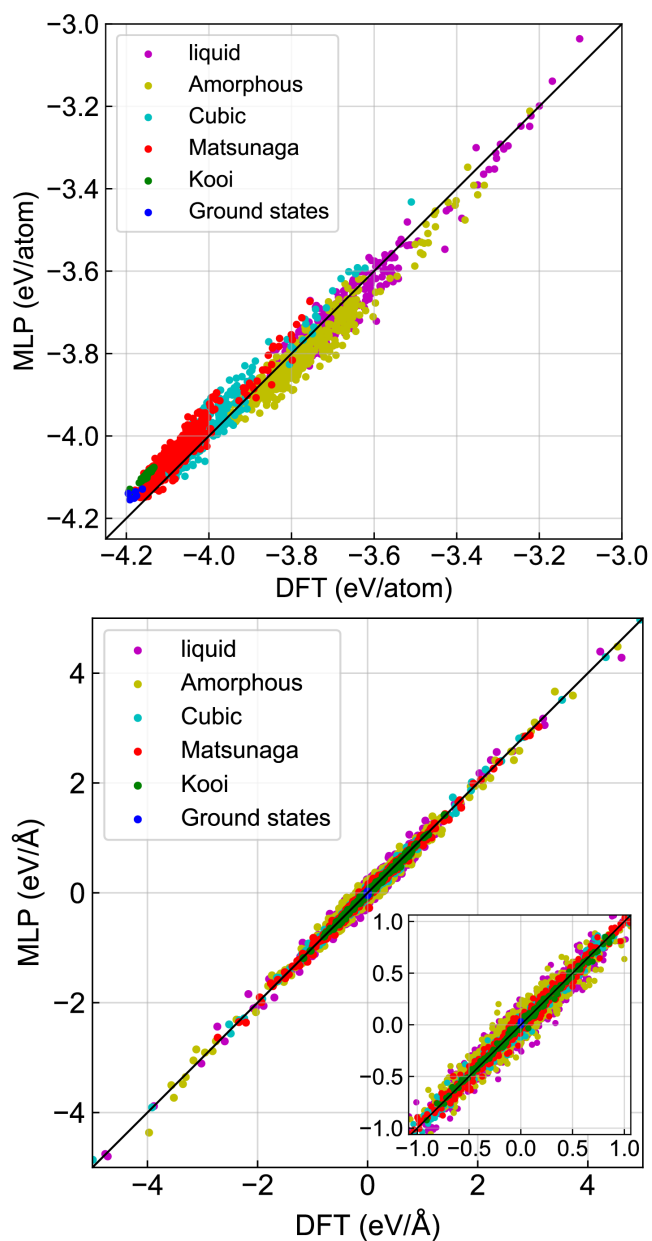 −3.0
−3.2
−3.4
−3.6
−3.8
−4.0
−4.2
MLP (eV/atom)
liquid
Amorphous
Cubic
Matsunaga
Kooi
Ground states
−4.2 −4.0 −3.8 −3.6 −3.4 −3.2 −3.0
DFT (eV/atom)
4
2
0
−2
−4
MLP (eV/Å)
liquid
Amorphous
Cubic
Matsunaga
Kooi
Ground states
1.0
0.5
0.0
−0.5
−1.0
−1.0 −0.5 0.0 0.5 1.0
−4 −2 0 2 4
DFT (eV/Å)